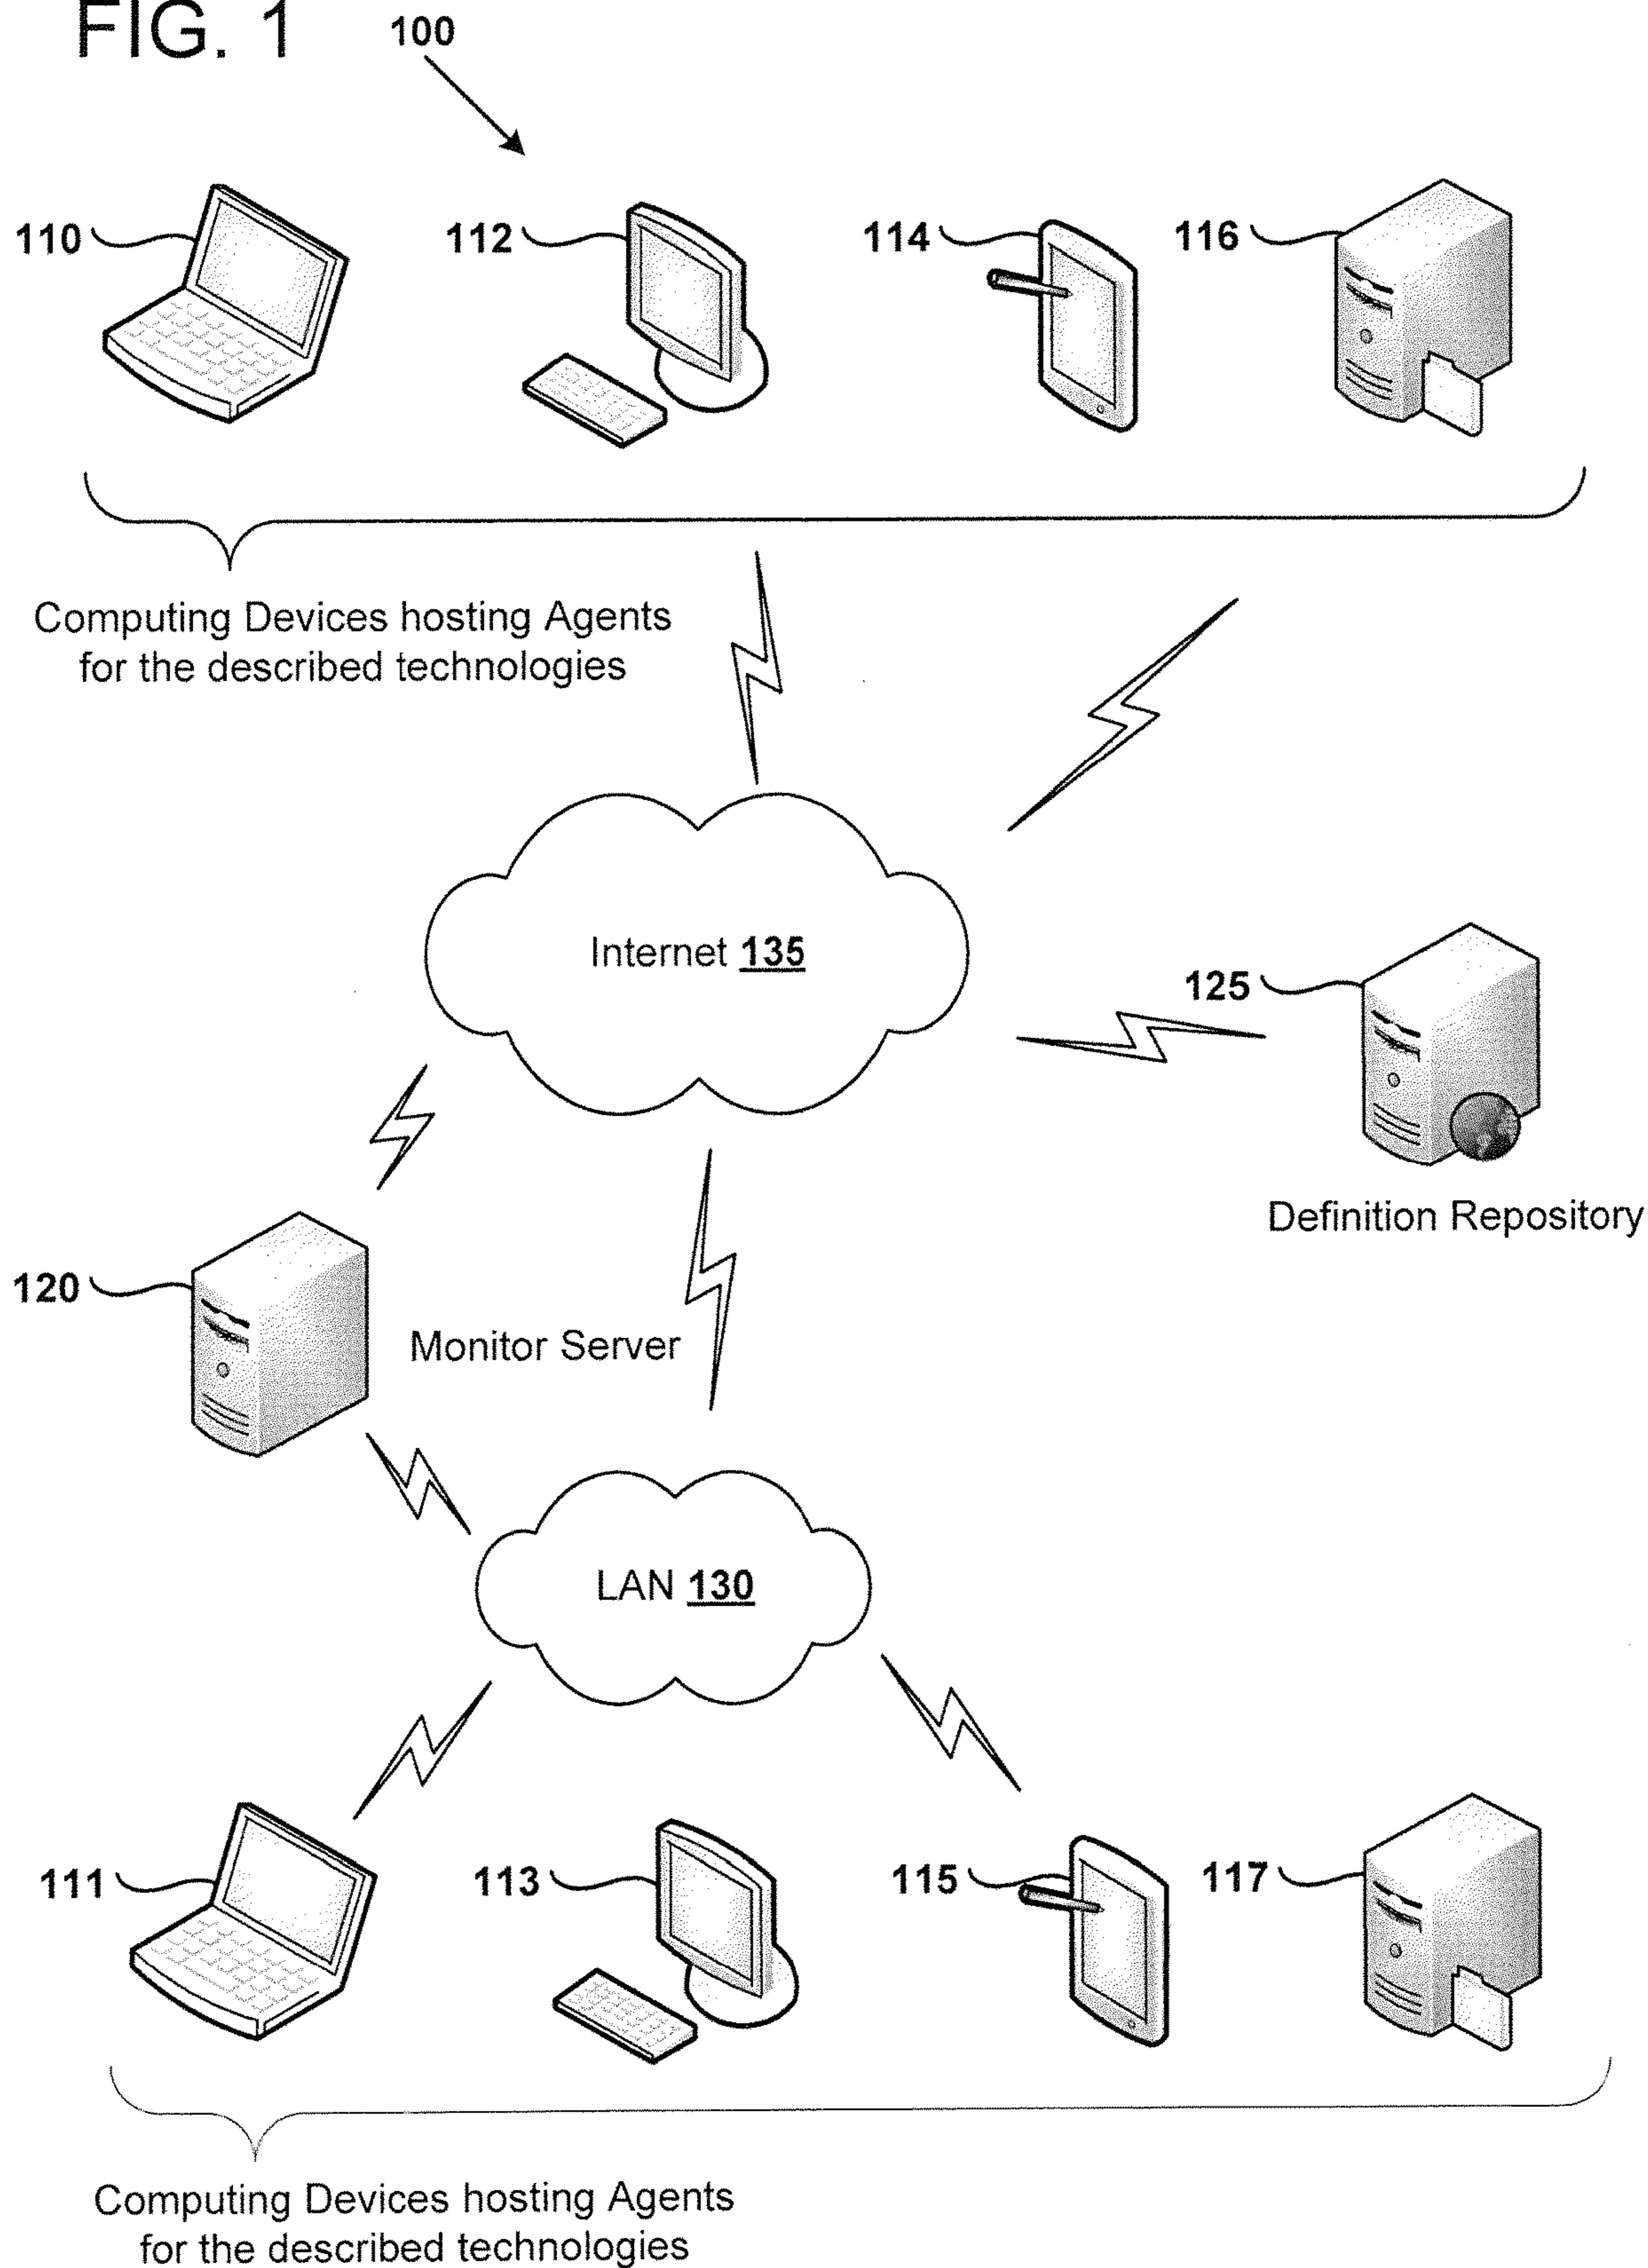 FIG. 1
100
110
112
114
116
Computing Devices hosting Agents
for the described technologies
Internet 135
125
Definition Repository
120
Monitor Server
LAN 130
111
113
115
117
Computing Devices hosting Agents
for the described technologies